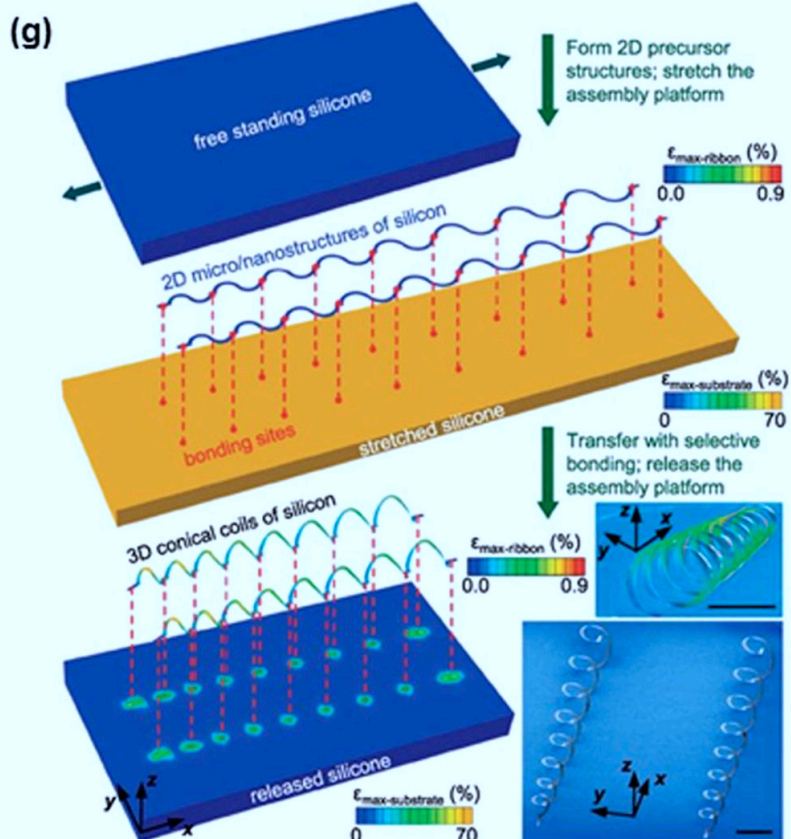 (g)
free standing silicone
Form 2D precursor
structures; stretch the
assembly platform
εmax-ribbon (%)
0.0 0.9
2D micro/nanostructures of silicon
bonding sites
stretched silicone
εmax-substrate (%)
0 70
Transfer with selective
bonding; release the
assembly platform
3D conical coils of silicon
εmax-ribbon (%)
0.0 0.9
z
x
y
released silicone
y z
x
εmax-substrate (%)
0 70
z
x
y